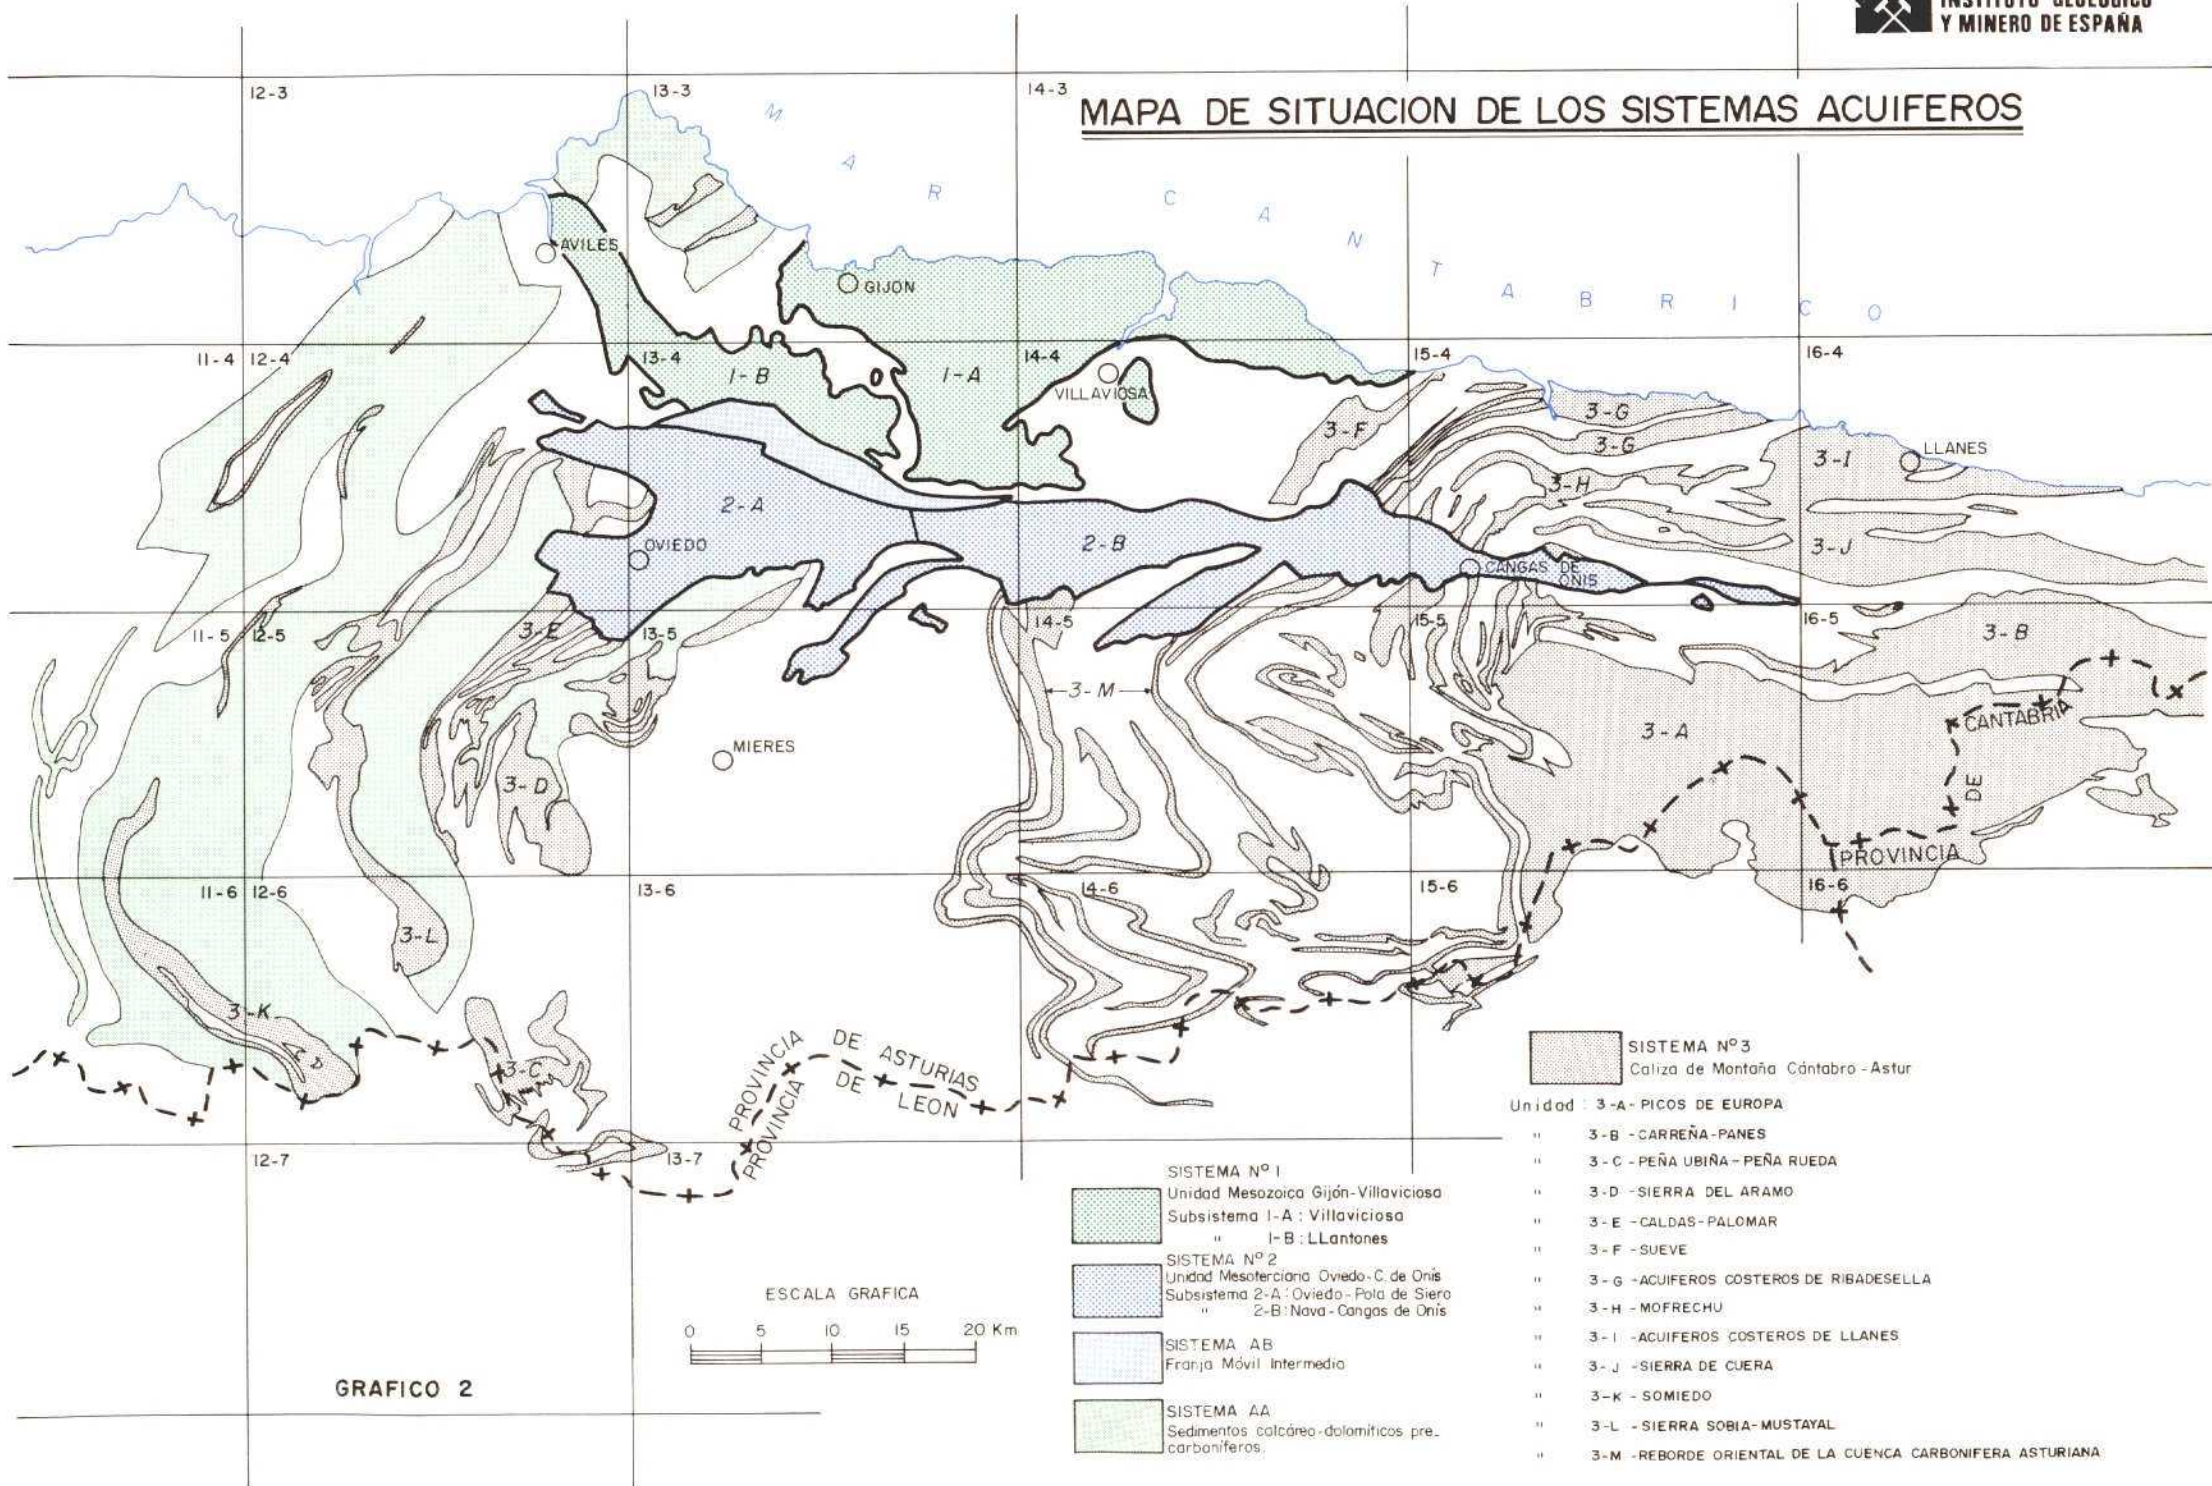 INSTITUTO GEOLOGICO
Y MINERO DE ESPAÑA
MAPA DE SITUACION DE LOS SISTEMAS ACUIFEROS
12-3
13-3
14-3
MAR CANTABRICO
AVILES
GIJON
11-4
12-4
13-4
14-4
15-4
16-4
1-B
1-A
VILLAVIOSA
3-F
3-G
3-G
3-H
3-I
LLANES
2-A
2-B
3-J
OVIEDO
CANGAS DE
ONIS
11-5
12-5
3-E
13-5
14-5
15-5
16-5
3-B
3-M
3-A
MIERES
3-D
PROVINCIA DE CANTABRIA
11-6
12-6
13-6
14-6
15-6
16-6
3-L
3-K
3-C
PROVINCIA DE ASTURIAS
PROVINCIA DE LEON
12-7
13-7
ESCALA GRAFICA
0 5 10 15 20 Km
GRAFICO 2
SISTEMA Nº 1
Unidad Mesozoica Gijón-Villaviciosa
Subsistema 1-A : Villaviciosa
" 1-B : LLantones
SISTEMA Nº 2
Unidad Mesoterciaria Oviedo-C. de Onís
Subsistema 2-A : Oviedo-Pola de Siero
" 2-B : Nava-Cangas de Onís
SISTEMA AB
Franja Móvil Intermedia
SISTEMA AA
Sedimentos calcáreo-dolomíticos pre-
carboníferos.
SISTEMA Nº3
Caliza de Montaña Cántabro-Astur
Unidad : 3-A- PICOS DE EUROPA
" 3-B -CARREÑA-PANES
" 3-C -PEÑA UBIÑA-PEÑA RUEDA
" 3-D -SIERRA DEL ARAMO
" 3-E -CALDAS-PALOMAR
" 3-F -SUEVE
" 3-G -ACUIFEROS COSTEROS DE RIBADESELLA
" 3-H -MOFRECHU
" 3-I -ACUIFEROS COSTEROS DE LLANES
" 3-J -SIERRA DE CUERA
" 3-K - SOMIEDO
" 3-L -SIERRA SOBIA-MUSTAYAL
" 3-M -REBORDE ORIENTAL DE LA CUENCA CARBONIFERA ASTURIANA